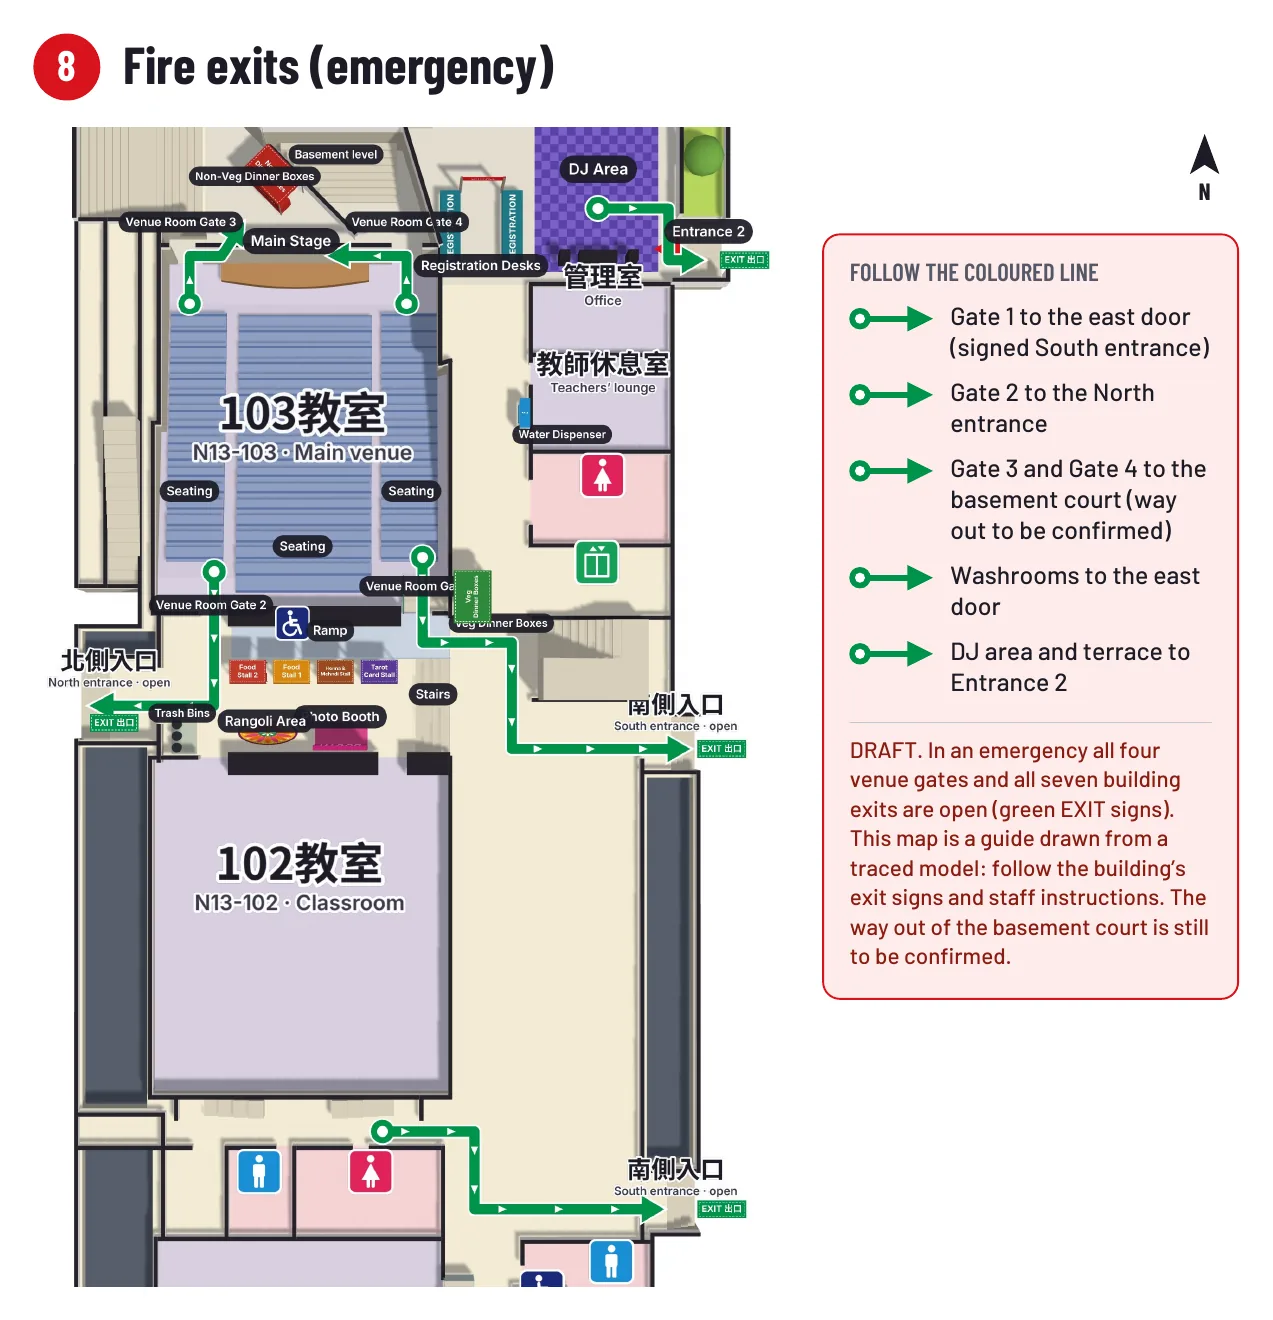 8
Fire exits (emergency)
Basement level
Non-Veg Dinner Boxes
DJ Area
N
Venue Room Gate 3
Venue Room Gate 4
REGISTRATION
Main Stage
Entrance 2
Registration Desks
EXIT 出口
管理室
Office
教師休息室
Teachers' lounge
103教室
N13-103 · Main venue
Water Dispenser
Seating
Seating
Seating
Venue Room Ga
Veg
Dinner Boxes
Venue Room Gate 2
Veg Dinner Boxes
Ramp
北側入口
North entrance · open
Food
Stall 2
Food
Stall 1
Tarot
Card Stall
Stairs
南側入口
South entrance · open
Trash Bins
Rangoli Area
hoto Booth
EXIT 出口
EXIT 出口
102教室
N13-102 · Classroom
南側入口
South entrance · open
EXIT 出口
FOLLOW THE COLOURED LINE
Gate 1 to the east door
(signed South entrance)
Gate 2 to the North
entrance
Gate 3 and Gate 4 to the
basement court (way
out to be confirmed)
Washrooms to the east
door
DJ area and terrace to
Entrance 2
DRAFT. In an emergency all four
venue gates and all seven building
exits are open (green EXIT signs).
This map is a guide drawn from a
traced model: follow the building's
exit signs and staff instructions. The
way out of the basement court is still
to be confirmed.